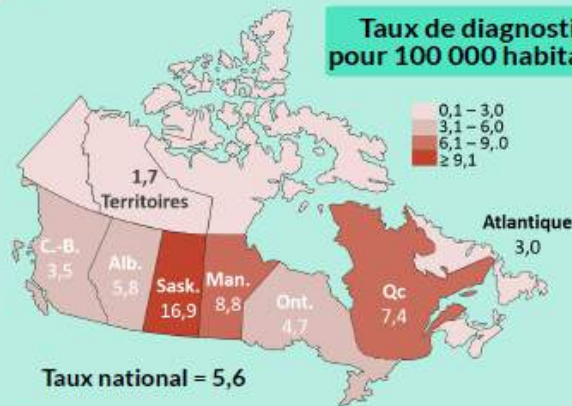 Taux de diagnosti
pour 100 000 habita
0,1 – 3,0
3,1 – 6,0
6,1 – 9,.0
≥ 9,1
1,7
Territoires
Atlantique
3,0
C.-B.
3,5
Alb.
5,8
Sask.
16,9
Man.
8,8
Ont.
4,7
Qc
7,4
Taux national = 5,6